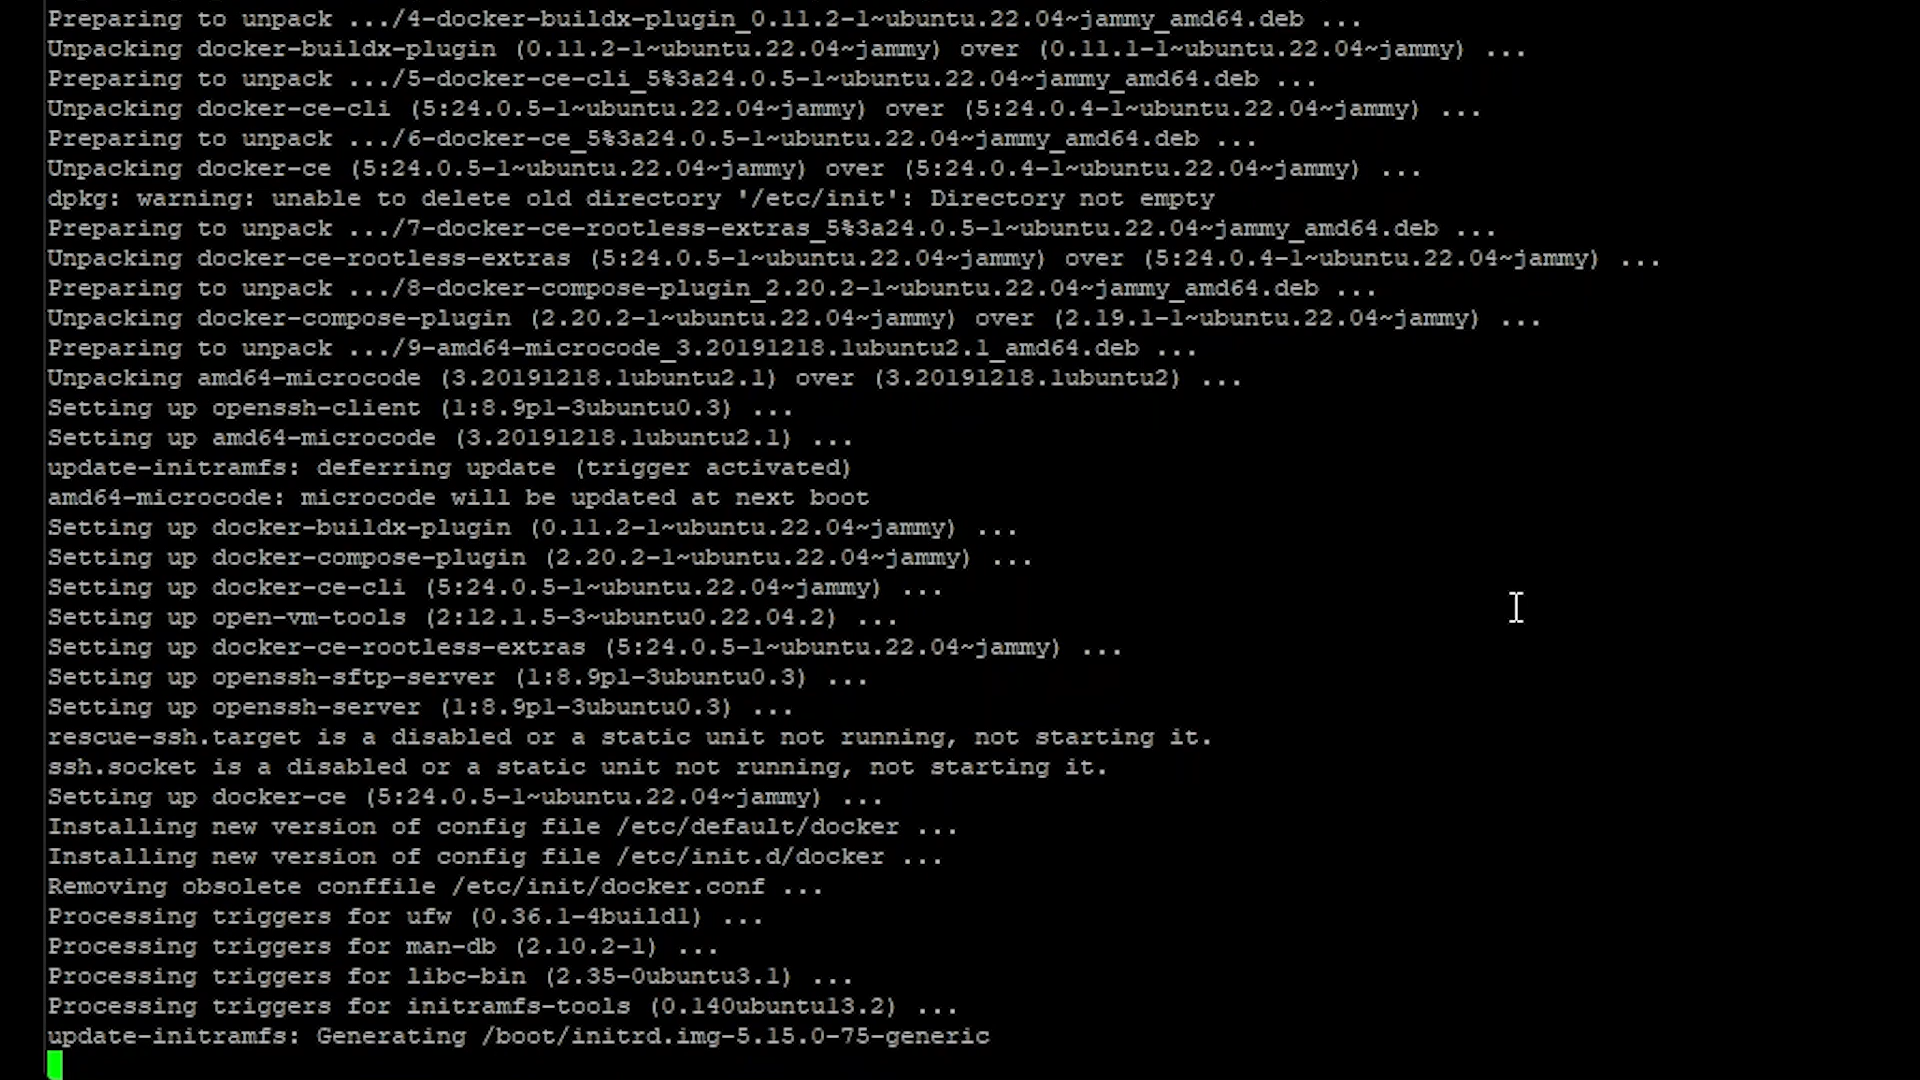 Preparing to unpack .../4-docker-buildx-plugin_0.11.2-1~ubuntu.22.04~jammy_amd64.deb ...
Unpacking docker-buildx-plugin (0.11.2-1~ubuntu.22.04~jammy) over (0.11.1-1~ubuntu.22.04~jammy) ...
Preparing to unpack .../5-docker-ce-cli_5%3a24.0.5-1~ubuntu.22.04~jammy_amd64.deb ...
Unpacking docker-ce-cli (5:24.0.5-1~ubuntu.22.04~jammy) over (5:24.0.4-1~ubuntu.22.04~jammy) ...
Preparing to unpack .../6-docker-ce_5%3a24.0.5-1~ubuntu.22.04~jammy_amd64.deb ...
Unpacking docker-ce (5:24.0.5-1~ubuntu.22.04~jammy) over (5:24.0.4-1~ubuntu.22.04~jammy) ...
dpkg: warning: unable to delete old directory '/etc/init': Directory not empty
Preparing to unpack .../7-docker-ce-rootless-extras_5%3a24.0.5-1~ubuntu.22.04~jammy_amd64.deb ...
Unpacking docker-ce-rootless-extras (5:24.0.5-1~ubuntu.22.04~jammy) over (5:24.0.4-1~ubuntu.22.04~jammy) ...
Preparing to unpack .../8-docker-compose-plugin_2.20.2-1~ubuntu.22.04~jammy_amd64.deb ...
Unpacking docker-compose-plugin (2.20.2-1~ubuntu.22.04~jammy) over (2.19.1-1~ubuntu.22.04~jammy) ...
Preparing to unpack .../9-amd64-microcode_3.20191218.1ubuntu2.1_amd64.deb ...
Unpacking amd64-microcode (3.20191218.1ubuntu2.1) over (3.20191218.1ubuntu2) ...
Setting up openssh-client (1:8.9p1-3ubuntu0.3) ...
Setting up amd64-microcode (3.20191218.1ubuntu2.1) ...
update-initramfs: deferring update (trigger activated)
amd64-microcode: microcode will be updated at next boot
Setting up docker-buildx-plugin (0.11.2-1~ubuntu.22.04~jammy) ...
Setting up docker-compose-plugin (2.20.2-1~ubuntu.22.04~jammy) ...
Setting up docker-ce-cli (5:24.0.5-1~ubuntu.22.04~jammy) ...
Setting up open-vm-tools (2:12.1.5-3~ubuntu0.22.04.2) ...
Setting up docker-ce-rootless-extras (5:24.0.5-1~ubuntu.22.04~jammy) ...
Setting up openssh-sftp-server (1:8.9p1-3ubuntu0.3) ...
Setting up openssh-server (1:8.9p1-3ubuntu0.3) ...
rescue-ssh.target is a disabled or a static unit not running, not starting it.
ssh.socket is a disabled or a static unit not running, not starting it.
Setting up docker-ce (5:24.0.5-1~ubuntu.22.04~jammy) ...
Installing new version of config file /etc/default/docker ...
Installing new version of config file /etc/init.d/docker ...
Removing obsolete conffile /etc/init/docker.conf ...
Processing triggers for ufw (0.36.1-4build1) ...
Processing triggers for man-db (2.10.2-1) ...
Processing triggers for libc-bin (2.35-0ubuntu3.1) ...
Processing triggers for initramfs-tools (0.140ubuntu13.2) ...
update-initramfs: Generating /boot/initrd.img-5.15.0-75-generic